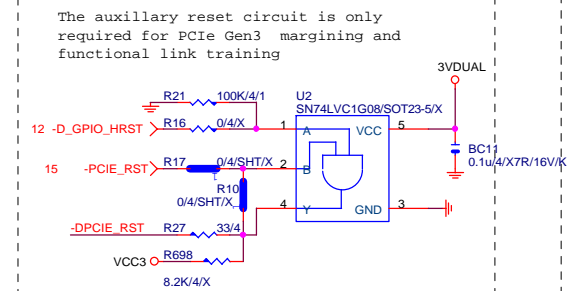 The auxillary reset circuit is only
required for PCIe Gen3 margining and
functional link training
3VDUAL
R21 100K/4/1
U2
SN74LVC1G08/SOT23-5/X
12 -D_GPIO_HRST R16 0/4/X 1 A VCC 5
BC11
0.1u/4/X7R/16V/K
15 -PCIE_RST R17 0/4/SHT/X 2 B
R10
0/4/SHT/X
4 Y GND 3
-DPCIE_RST R27 33/4
VCC3 R698
8.2K/4/X